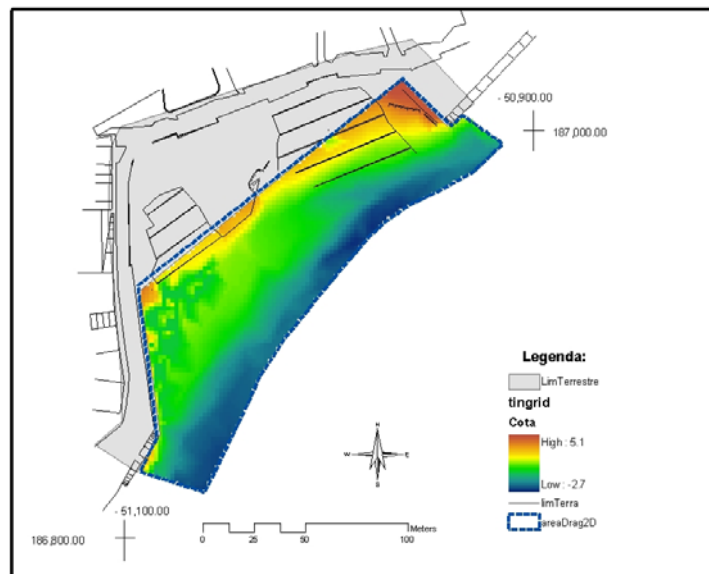 - 50,900.00
187,000.00
Legenda:
LimTerrestre
tingrid
Cota
High : 5.1
Low : -2.7
limTerra
areaDrag2D
N
W
E
S
- 51,100.00
186,800.00
Meters
0 25 50 100